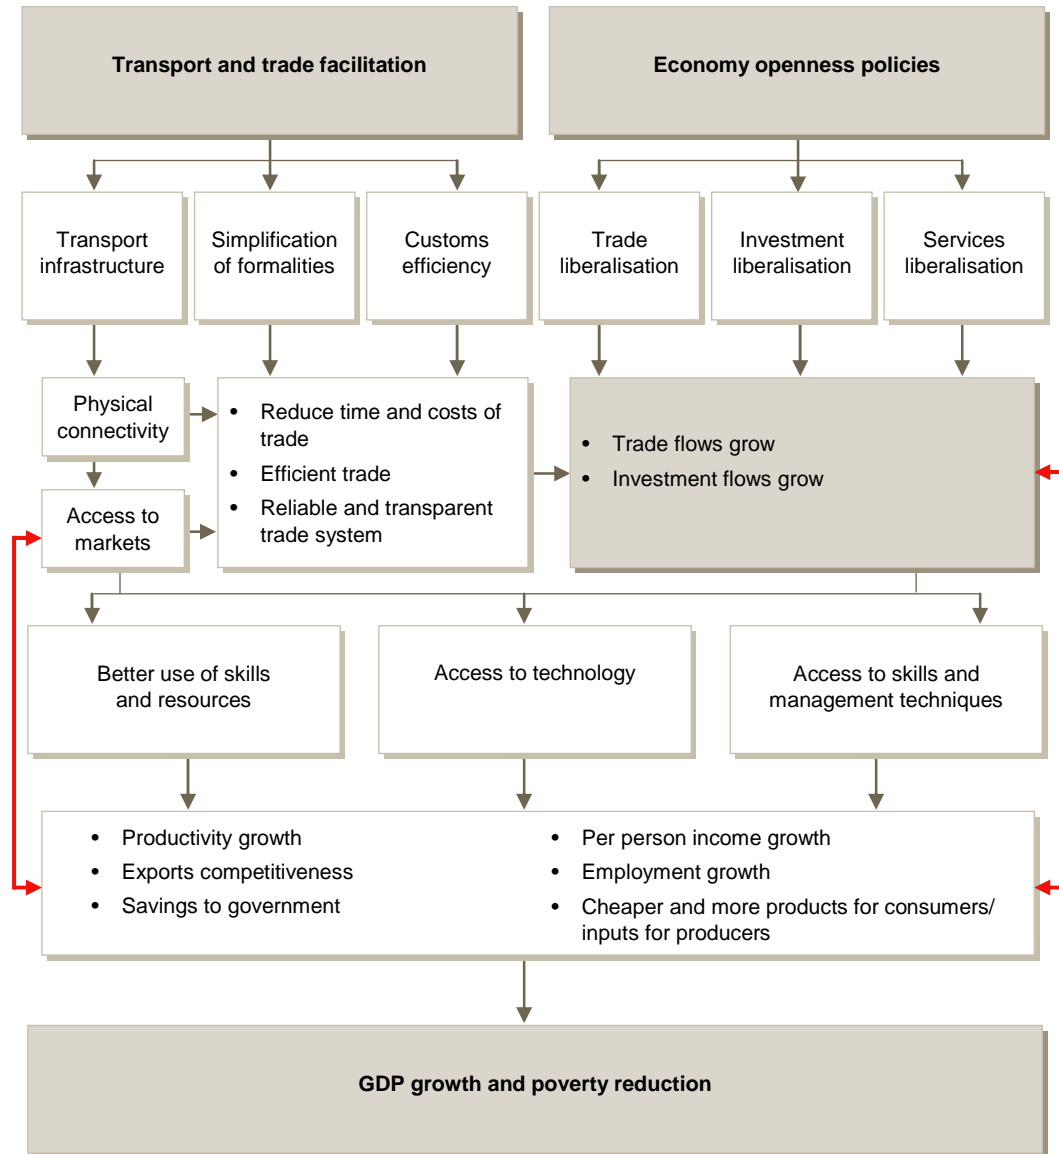 Transport and trade facilitation
Economy openness policies
Transport
infrastructure
Simplification
of formalities
Customs
efficiency
Trade
liberalisation
Investment
liberalisation
Services
liberalisation
Physical
connectivity
Access to
markets
• Reduce time and costs of
trade
• Efficient trade
• Reliable and transparent
trade system
• Trade flows grow
• Investment flows grow
Better use of skills
and resources
Access to technology
Access to skills and
management techniques
• Productivity growth
• Exports competitiveness
• Savings to government
• Per person income growth
• Employment growth
• Cheaper and more products for consumers/
inputs for producers
GDP growth and poverty reduction